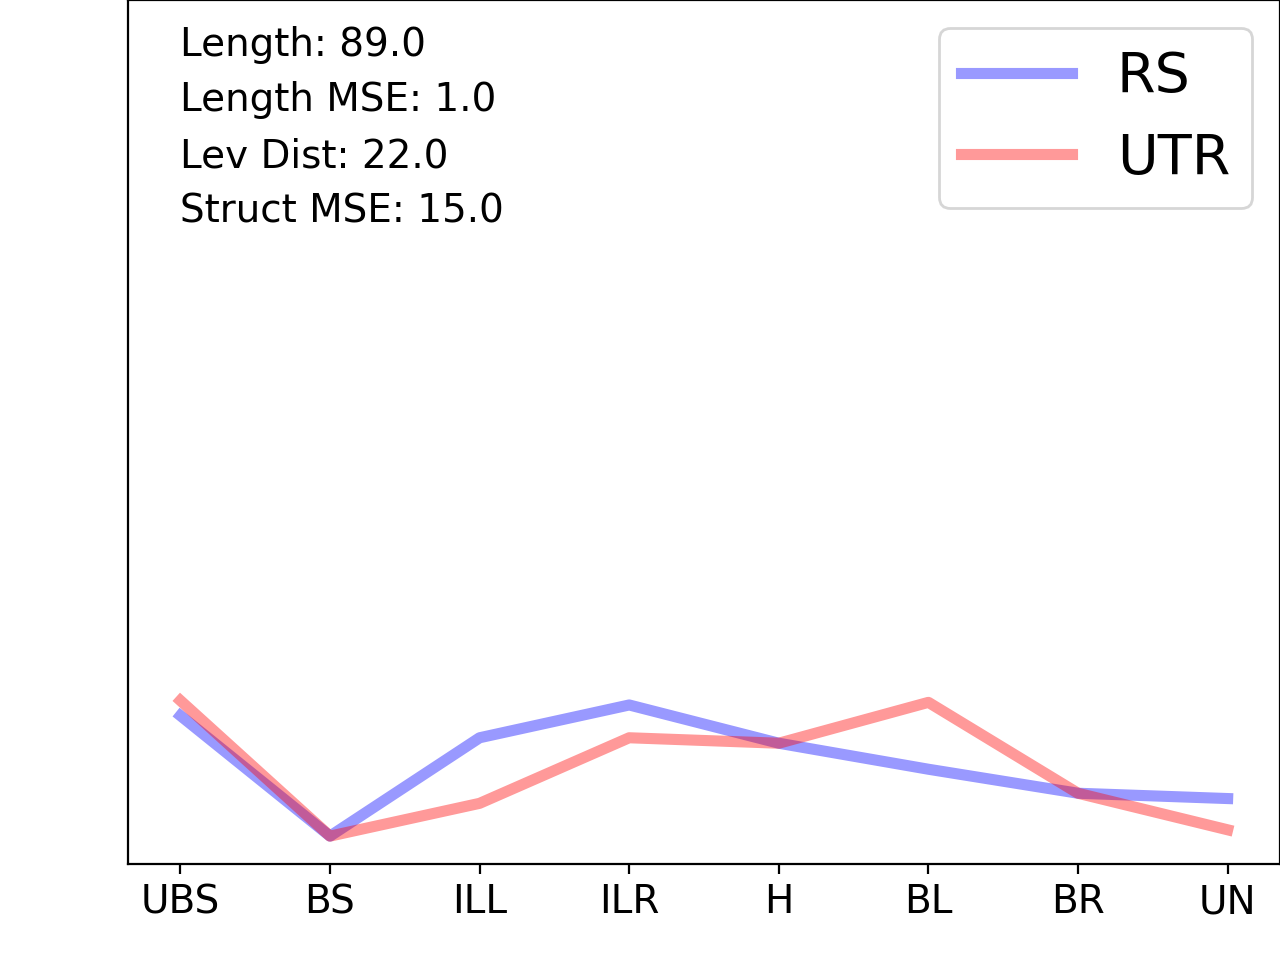 Length: 89.0
Length MSE: 1.0
Lev Dist: 22.0
Struct MSE: 15.0
RS
UTR
UBS BS ILL ILR H BL BR UN